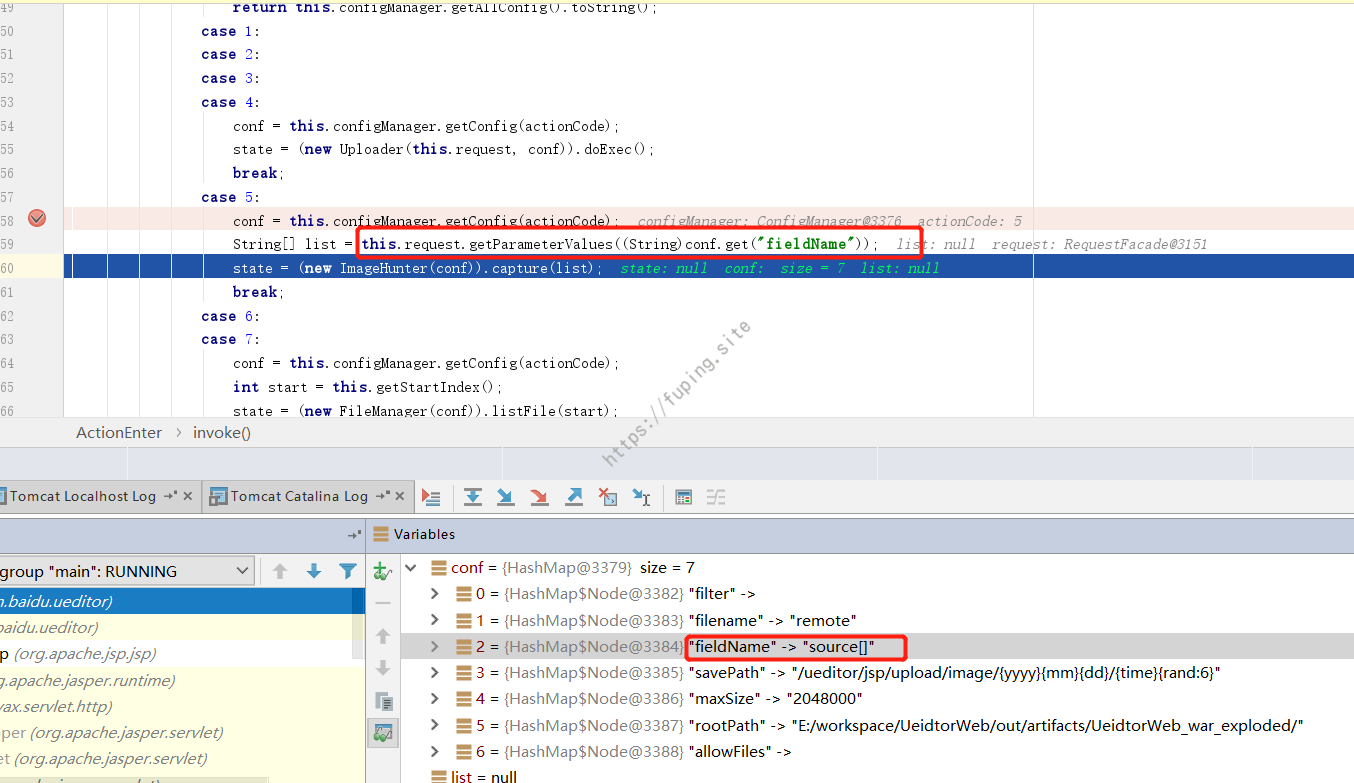 49 return this.configManager.getAllConfig().toString();
50 case 1:
51 case 2:
52 case 3:
53 case 4:
54 conf = this.configManager.getConfig(actionCode);
55 state = (new Uploader(this.request, conf)).doExec();
56 break;
57 case 5:
58 conf = this.configManager.getConfig(actionCode); configManager: ConfigManager@3376 actionCode: 5
59 String[] list = this.request.getParameterValues((String)conf.get("fieldName")); list: null request: RequestFacade@3151
60 state = (new ImageHunter(conf)).capture(list); state: null conf: size = 7 list: null
61 break;
62 case 6:
63 case 7:
64 conf = this.configManager.getConfig(actionCode);
65 int start = this.getStartIndex();
66 state = (new FileManager(conf)).listFile(start);
https://fuping.site
ActionEnter › invoke()
Tomcat Localhost Log Tomcat Catalina Log
Variables
group "main": RUNNING
n.baidu.ueditor)
baidu.ueditor)
p (org.apache.jsp.jsp)
g.apache.jasper.runtime)
vax.servlet.http)
pper (org.apache.jasper.servlet)
et (org.apache.jasper.servlet)
conf = {HashMap@3379} size = 7
0 = {HashMap$Node@3382} "filter" ->
1 = {HashMap$Node@3383} "filename" -> "remote"
2 = {HashMap$Node@3384} "fieldName" -> "source[]"
3 = {HashMap$Node@3385} "savePath" -> "/ueditor/jsp/upload/image/{yyyy}{mm}{dd}/{time}{rand:6}"
4 = {HashMap$Node@3386} "maxSize" -> "2048000"
5 = {HashMap$Node@3387} "rootPath" -> "E:/workspace/UeidtorWeb/out/artifacts/UeidtorWeb_war_exploded/"
6 = {HashMap$Node@3388} "allowFiles" ->
list = null